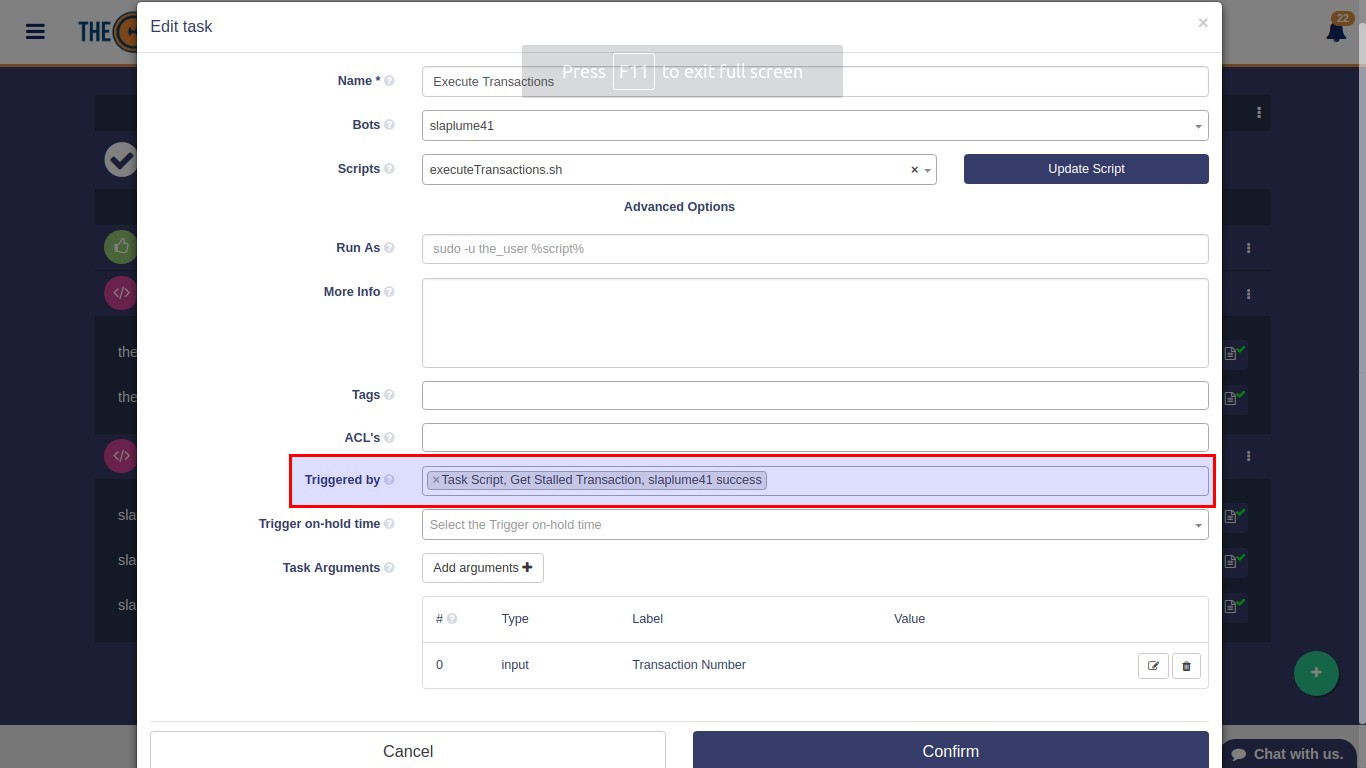 THE
22
Edit task
×
Press F11 to exit full screen
Name *
Execute Transactions
Bots
slaplume41
Scripts
executeTransactions.sh
×
Update Script
Advanced Options
Run As
sudo -u the_user %script%
More Info
the
the
Tags
ACL's
Triggered by
×Task Script, Get Stalled Transaction, slaplume41 success
sla
Trigger on-hold time
Select the Trigger on-hold time
sla
Task Arguments
Add arguments
sla
# Type Label Value
0 input Transaction Number
Cancel
Confirm
Chat with us.